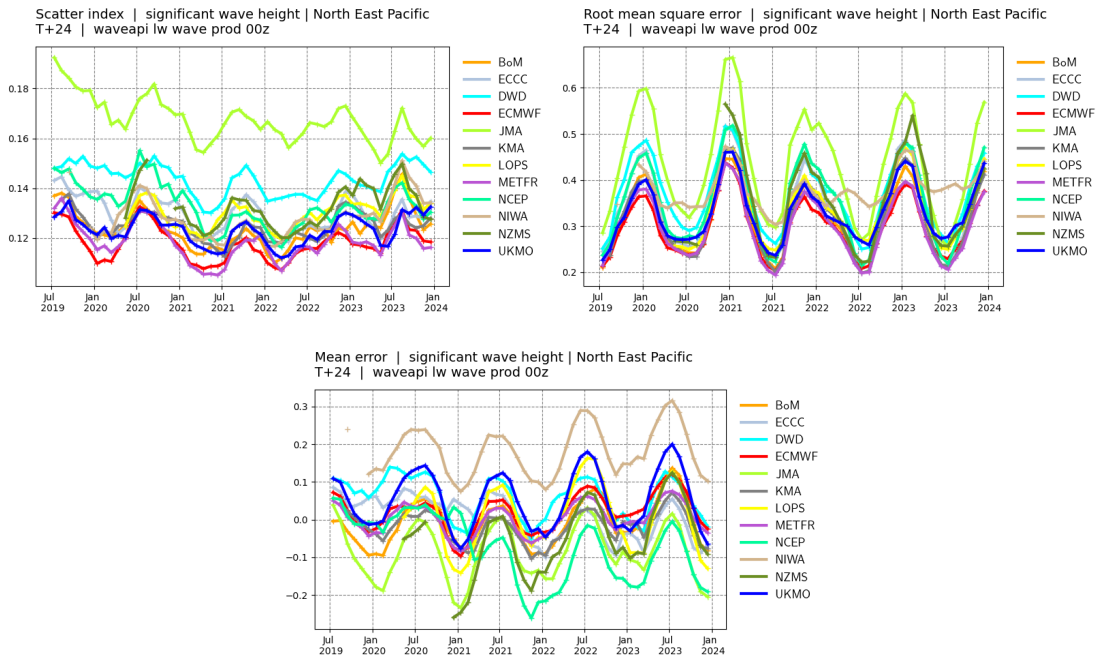 Scatter index | significant wave height | North East Pacific
T+24 | waveapi lw wave prod 00z
0.18
0.16
0.14
0.12
Jul 2019
Jan 2020
Jul 2020
Jan 2021
Jul 2021
Jan 2022
Jul 2022
Jan 2023
Jul 2023
Jan 2024
BoM
ECCC
DWD
ECMWF
JMA
KMA
LOPS
METFR
NCEP
NIWA
NZMS
UKMO
Root mean square error | significant wave height | North East Pacific
T+24 | waveapi lw wave prod 00z
0.6
0.5
0.4
0.3
0.2
Jul 2019
Jan 2020
Jul 2020
Jan 2021
Jul 2021
Jan 2022
Jul 2022
Jan 2023
Jul 2023
Jan 2024
BoM
ECCC
DWD
ECMWF
JMA
KMA
LOPS
METFR
NCEP
NIWA
NZMS
UKMO
Mean error | significant wave height | North East Pacific
T+24 | waveapi lw wave prod 00z
0.3
0.2
0.1
0.0
−0.1
−0.2
Jul 2019
Jan 2020
Jul 2020
Jan 2021
Jul 2021
Jan 2022
Jul 2022
Jan 2023
Jul 2023
Jan 2024
BoM
ECCC
DWD
ECMWF
JMA
KMA
LOPS
METFR
NCEP
NIWA
NZMS
UKMO